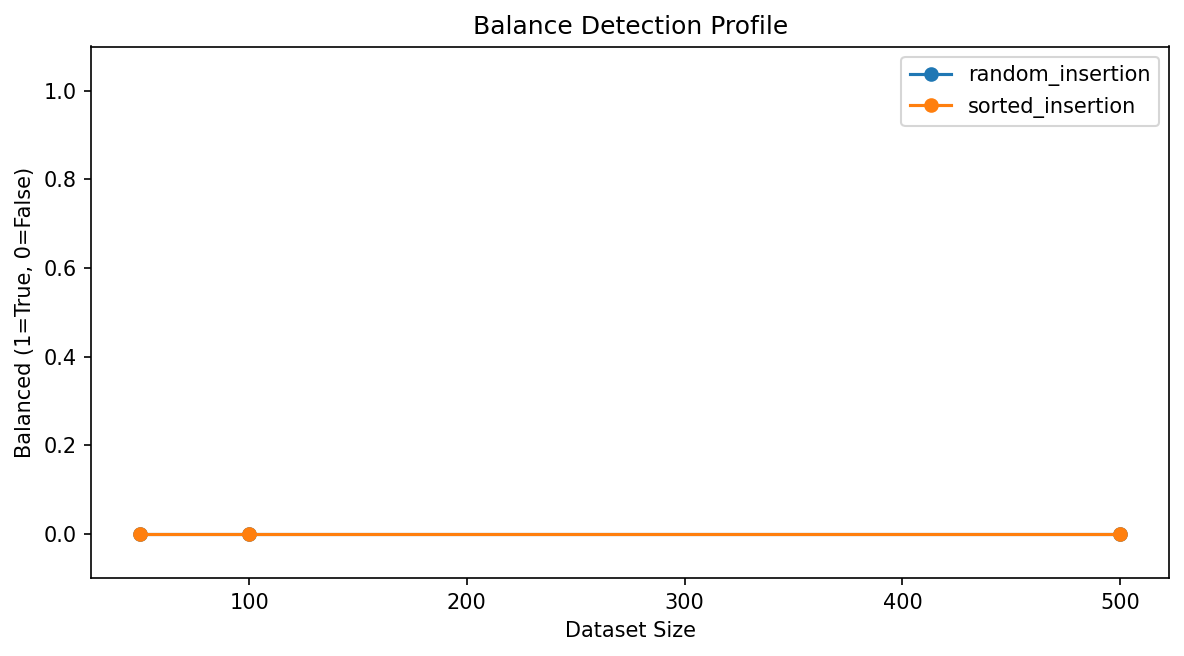 Balance Detection Profile
random_insertion
sorted_insertion
Balanced (1=True, 0=False)
1.0
0.8
0.6
0.4
0.2
0.0
100
200
300
400
500
Dataset Size